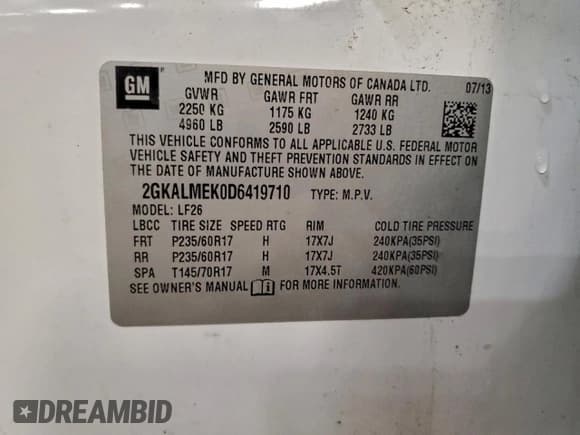 GM
MFD BY GENERAL MOTORS OF CANADA LTD. 07/13
GVWR GAWR FRT GAWR RR
2250 KG 1175 KG 1240 KG
4960 LB 2590 LB 2733 LB
THIS VEHICLE CONFORMS TO ALL APPLICABLE U.S. FEDERAL MOTOR
VEHICLE SAFETY AND THEFT PREVENTION STANDARDS IN EFFECT ON
THE DATE OF MANUFACTURE SHOWN ABOVE.
2GKALMEK0D6419710 TYPE: M.P.V.
MODEL: LF26
LBCC TIRE SIZE SPEED RTG RIM COLD TIRE PRESSURE
FRT P235/60R17 H 17X7J 240KPA(35PSI)
RR P235/60R17 H 17X7J 240KPA(35PSI)
SPA T145/70R17 M 17X4.5T 420KPA(60PSI)
SEE OWNER'S MANUAL FOR MORE INFORMATION.
DREAMBID